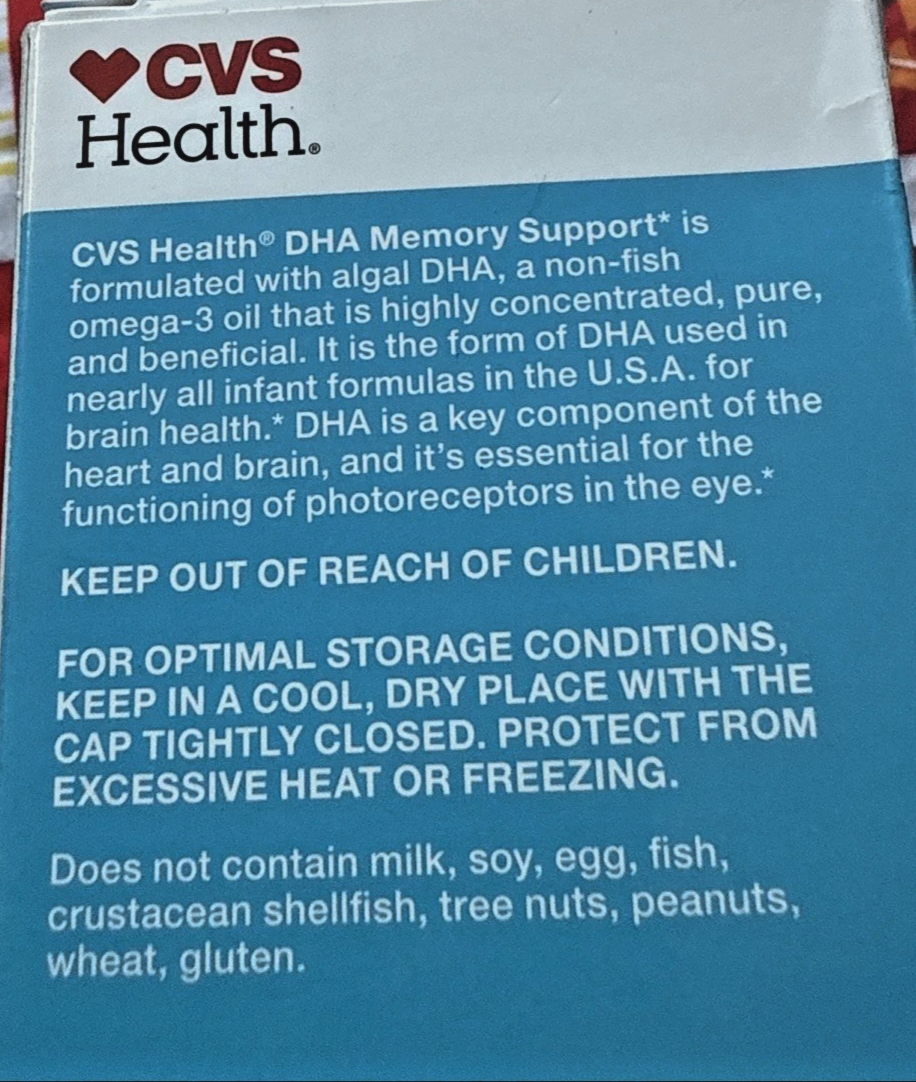 CVS
Health®
CVS Health® DHA Memory Support* is
formulated with algal DHA, a non-fish
omega-3 oil that is highly concentrated, pure,
and beneficial. It is the form of DHA used in
nearly all infant formulas in the U.S.A. for
brain health.* DHA is a key component of the
heart and brain, and it's essential for the
functioning of photoreceptors in the eye.*
KEEP OUT OF REACH OF CHILDREN.
FOR OPTIMAL STORAGE CONDITIONS,
KEEP IN A COOL, DRY PLACE WITH THE
CAP TIGHTLY CLOSED. PROTECT FROM
EXCESSIVE HEAT OR FREEZING.
Does not contain milk, soy, egg, fish,
crustacean shellfish, tree nuts, peanuts,
wheat, gluten.